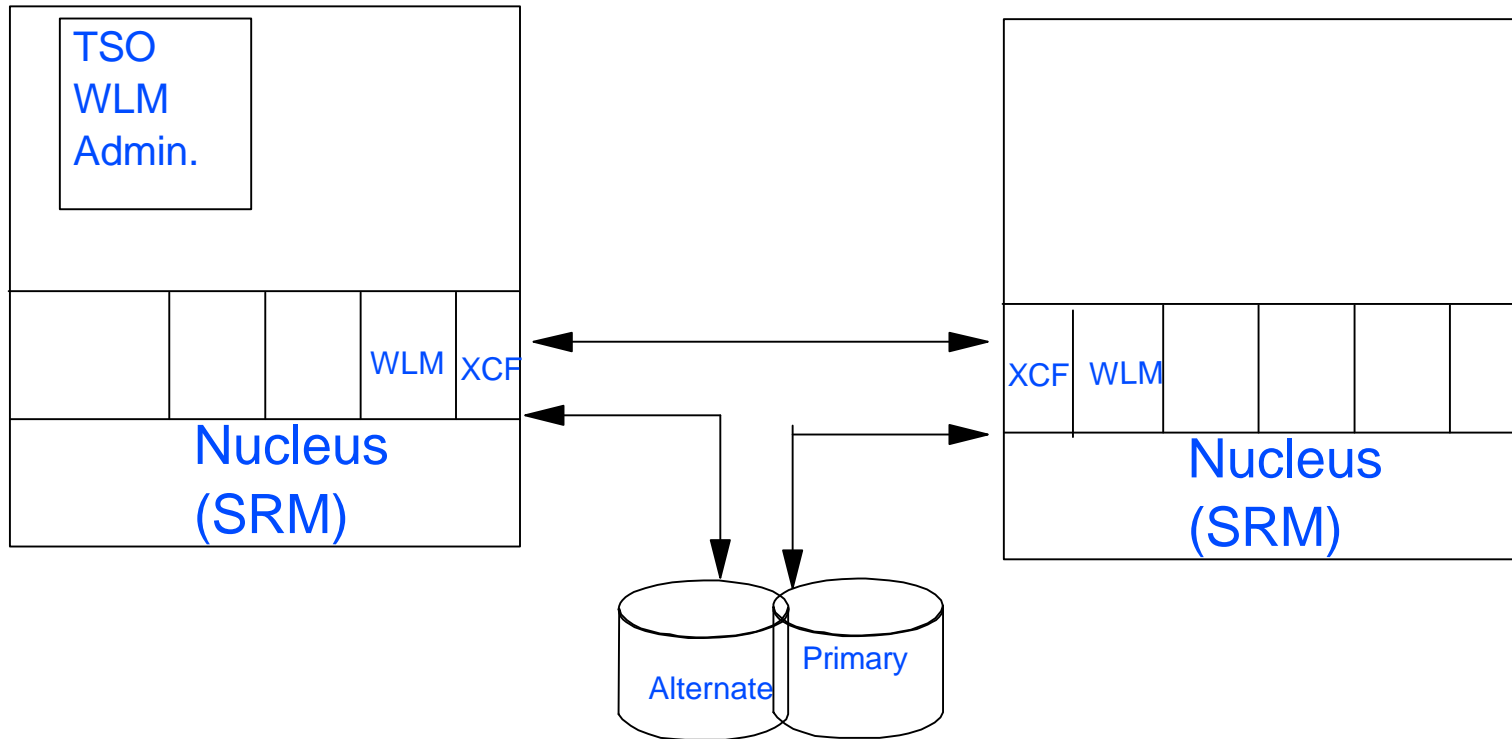 TSO
WLM
Admin.
WLM
XCF
XCF
WLM
Nucleus
(SRM)
Nucleus
(SRM)
Alternate
Primary